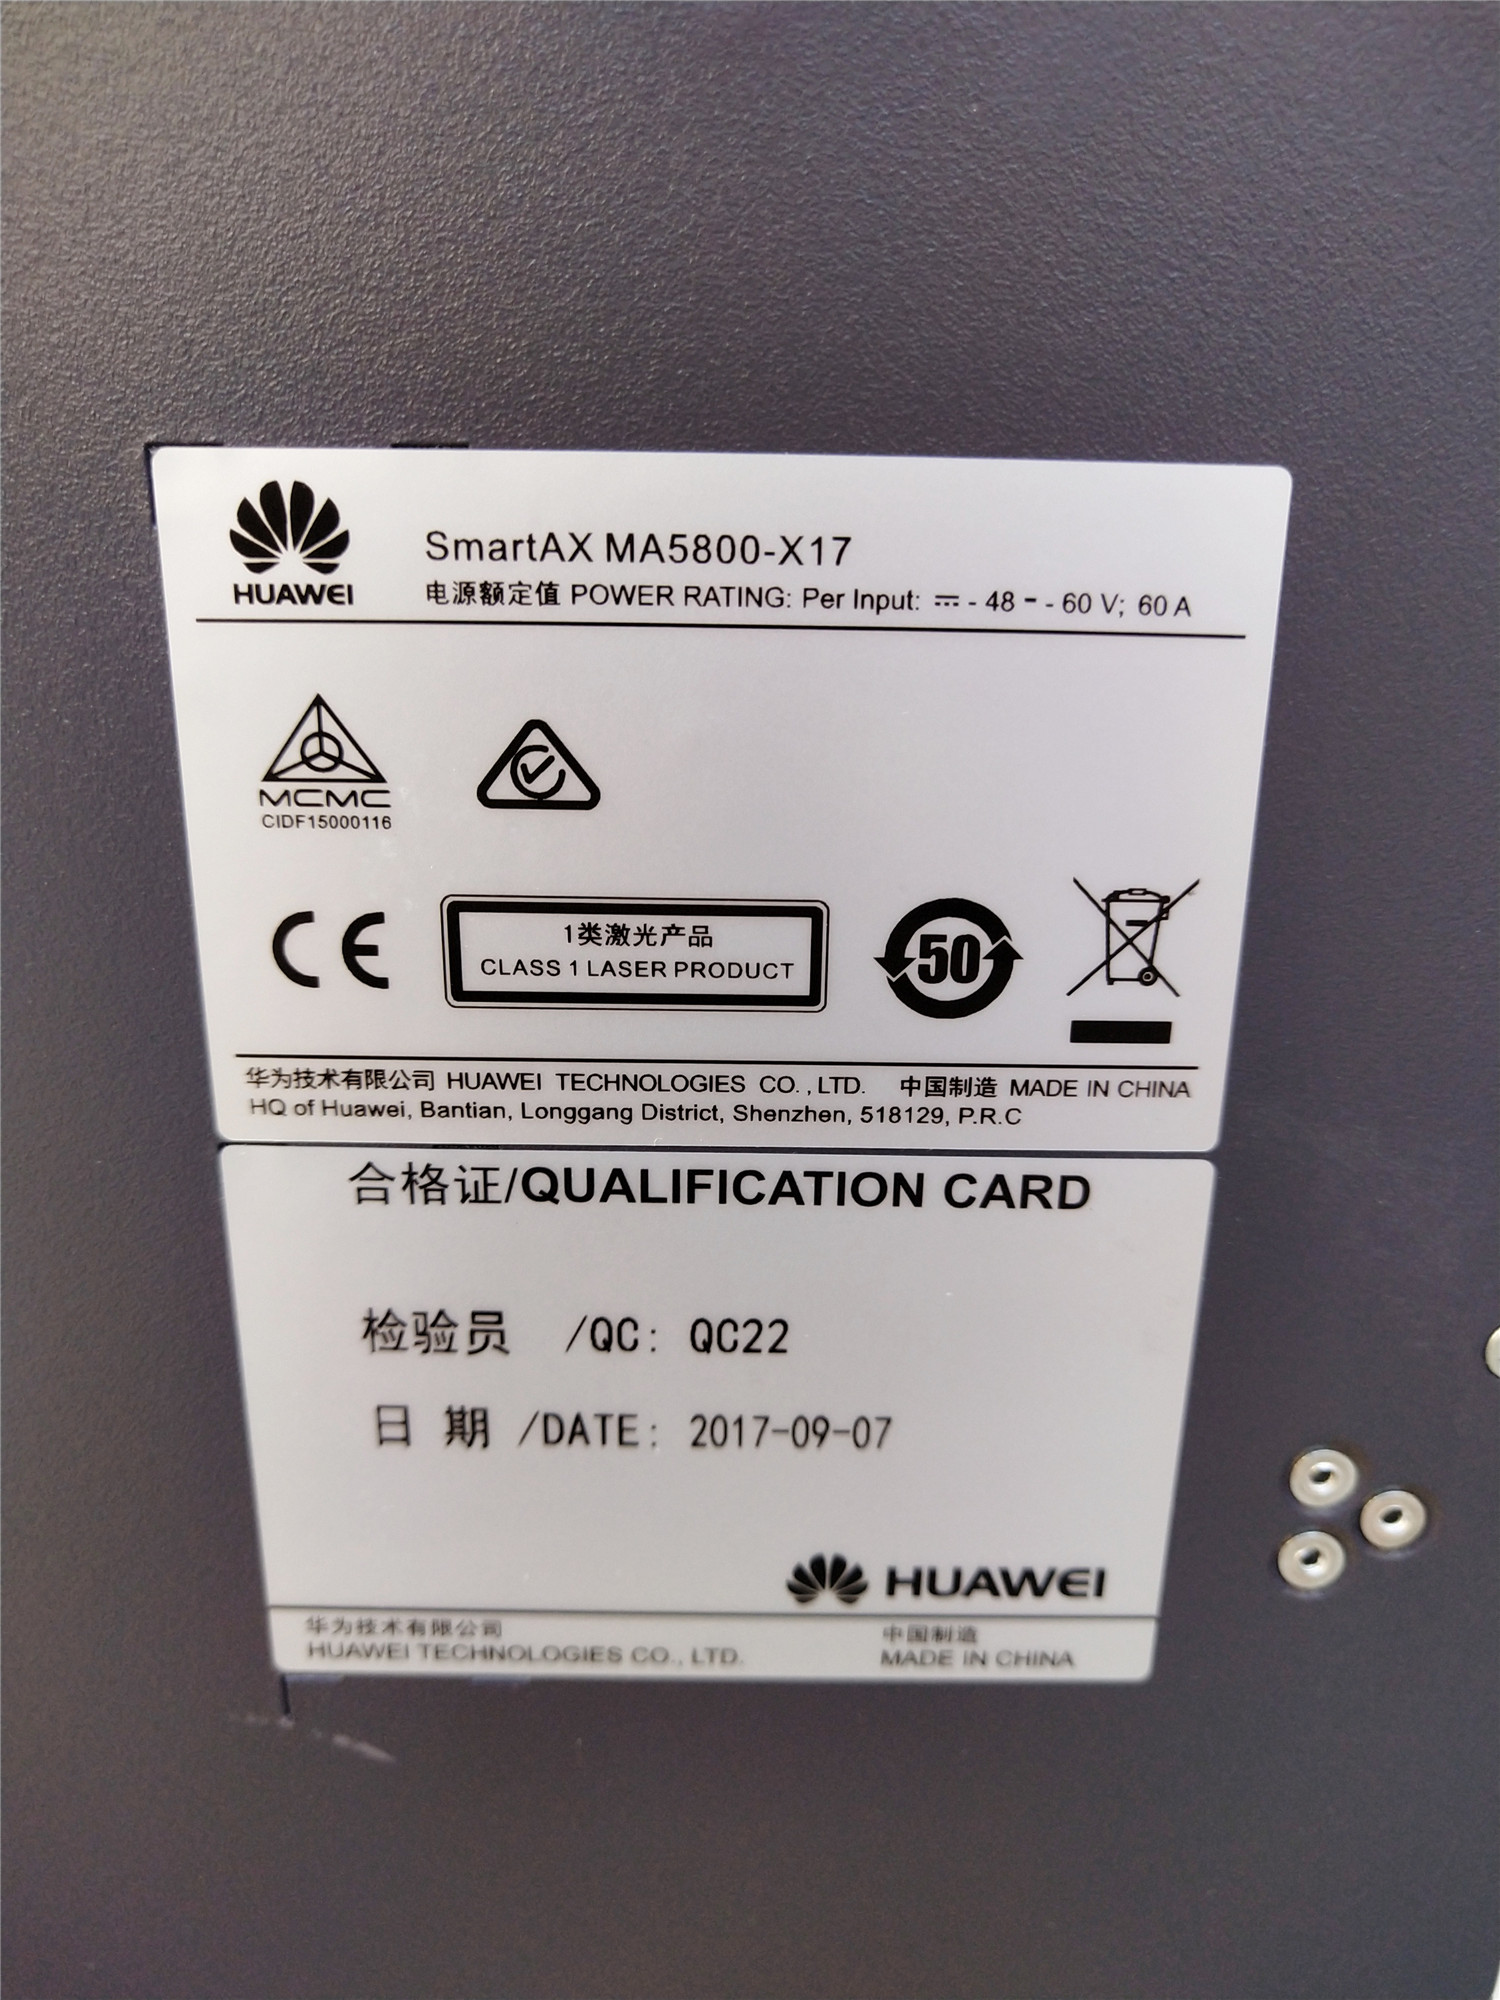 HUAWEI
SmartAX MA5800-X17
电源额定值 POWER RATING: Per Input: ⎓ - 48 - - 60 V; 60 A
MCMC
CIDF15000116
CE
1类激光产品
CLASS 1 LASER PRODUCT
50
华为技术有限公司 HUAWEI TECHNOLOGIES CO., LTD. 中国制造 MADE IN CHINA
HQ of Huawei, Bantian, Longgang District, Shenzhen, 518129, P.R.C
合格证/QUALIFICATION CARD
检验员 /QC: QC22
日 期 /DATE: 2017-09-07
HUAWEI
华为技术有限公司 中国制造
HUAWEI TECHNOLOGIES CO., LTD. MADE IN CHINA